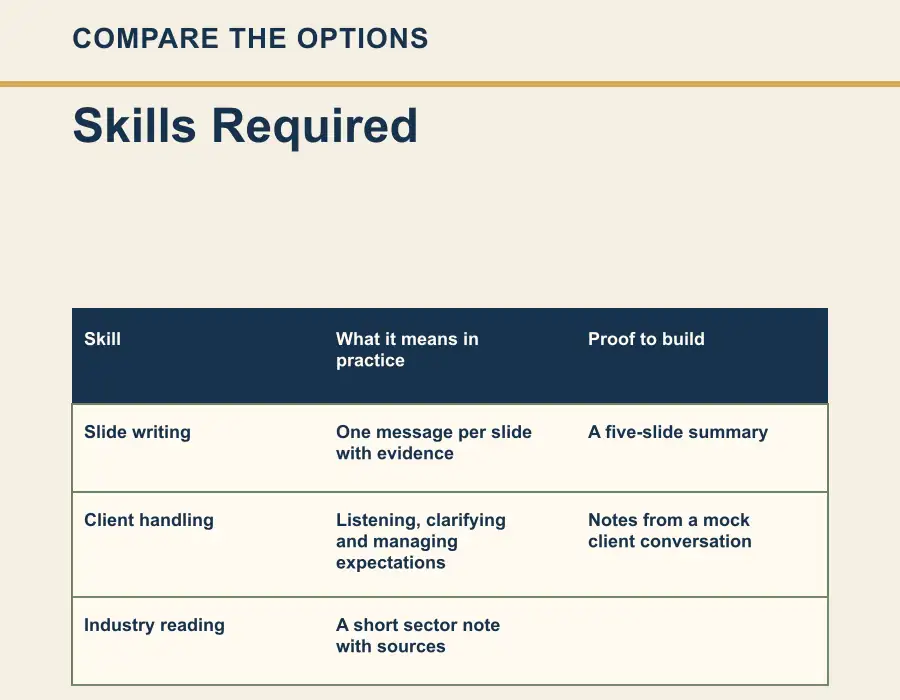 COMPARE THE OPTIONS
Skills Required
Skill
What it means in
practice
Proof to build
Slide writing
One message per slide
with evidence
A five-slide summary
Client handling
Listening, clarifying
and managing
expectations
Notes from a mock
client conversation
Industry reading
A short sector note
with sources